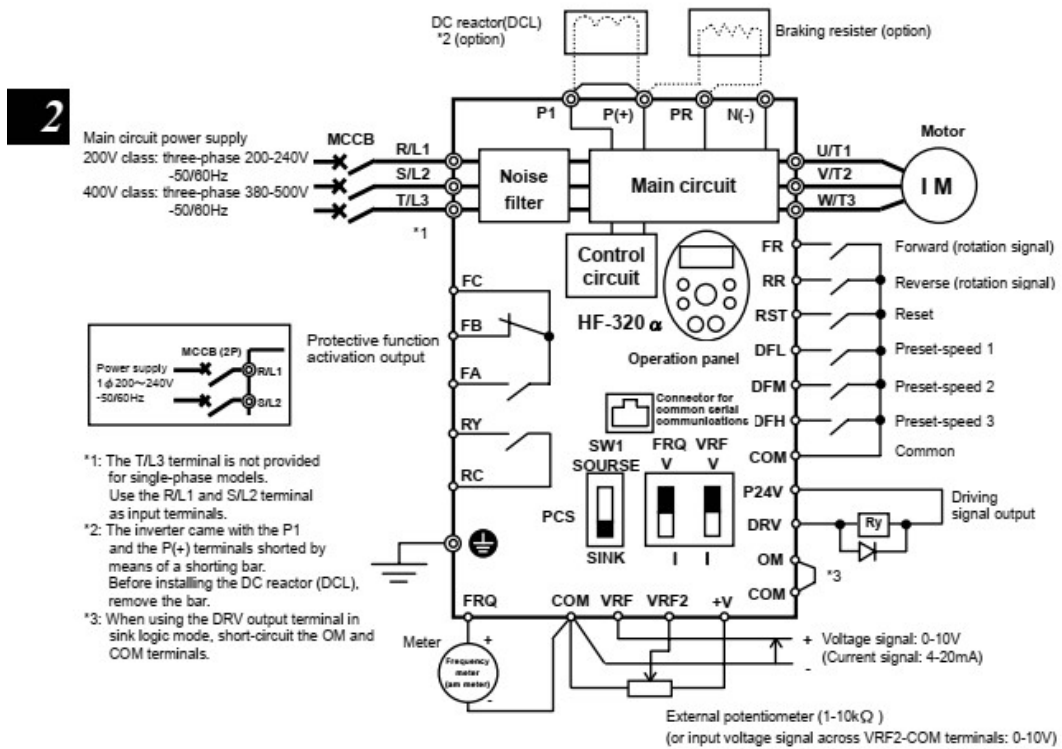 DC reactor(DCL)
*2 (option)
Braking resister (option)
2
P1
P(+)
PR
N(-)
Main circuit power supply
200V class: three-phase 200-240V
-50/60Hz
400V class: three-phase 380-500V
-50/60Hz
MCCB
R/L1
S/L2
T/L3
*1
Noise
filter
Main circuit
U/T1
V/T2
W/T3
Motor
I M
Control
circuit
HF-320 α
Operation panel
FC
FB
FA
RY
RC
Protective function
activation output
FR
Forward (rotation signal)
RR
Reverse (rotation signal)
RST
Reset
DFL
Preset-speed 1
DFM
Preset-speed 2
DFH
Preset-speed 3
COM
Common
MCCB (2P)
Power supply
1ϕ200～240V
-50/60Hz
R/L1
S/L2
Connector for
common serial
communications
SW1
SOURSE
PCS
SINK
FRQ VRF
V V
I I
P24V
DRV
OM
COM
Ry
Driving
signal output
*3
*1: The T/L3 terminal is not provided
for single-phase models.
Use the R/L1 and S/L2 terminal
as input terminals.
*2: The inverter came with the P1
and the P(+) terminals shorted by
means of a shorting bar.
Before installing the DC reactor (DCL),
remove the bar.
*3: When using the DRV output terminal in
sink logic mode, short-circuit the OM and
COM terminals.
FRQ
COM
VRF
VRF2
+V
Meter
+
Frequency
meter
(am meter)
-
+ Voltage signal: 0-10V
(Current signal: 4-20mA)
-
External potentiometer (1-10kΩ )
(or input voltage signal across VRF2-COM terminals: 0-10V)